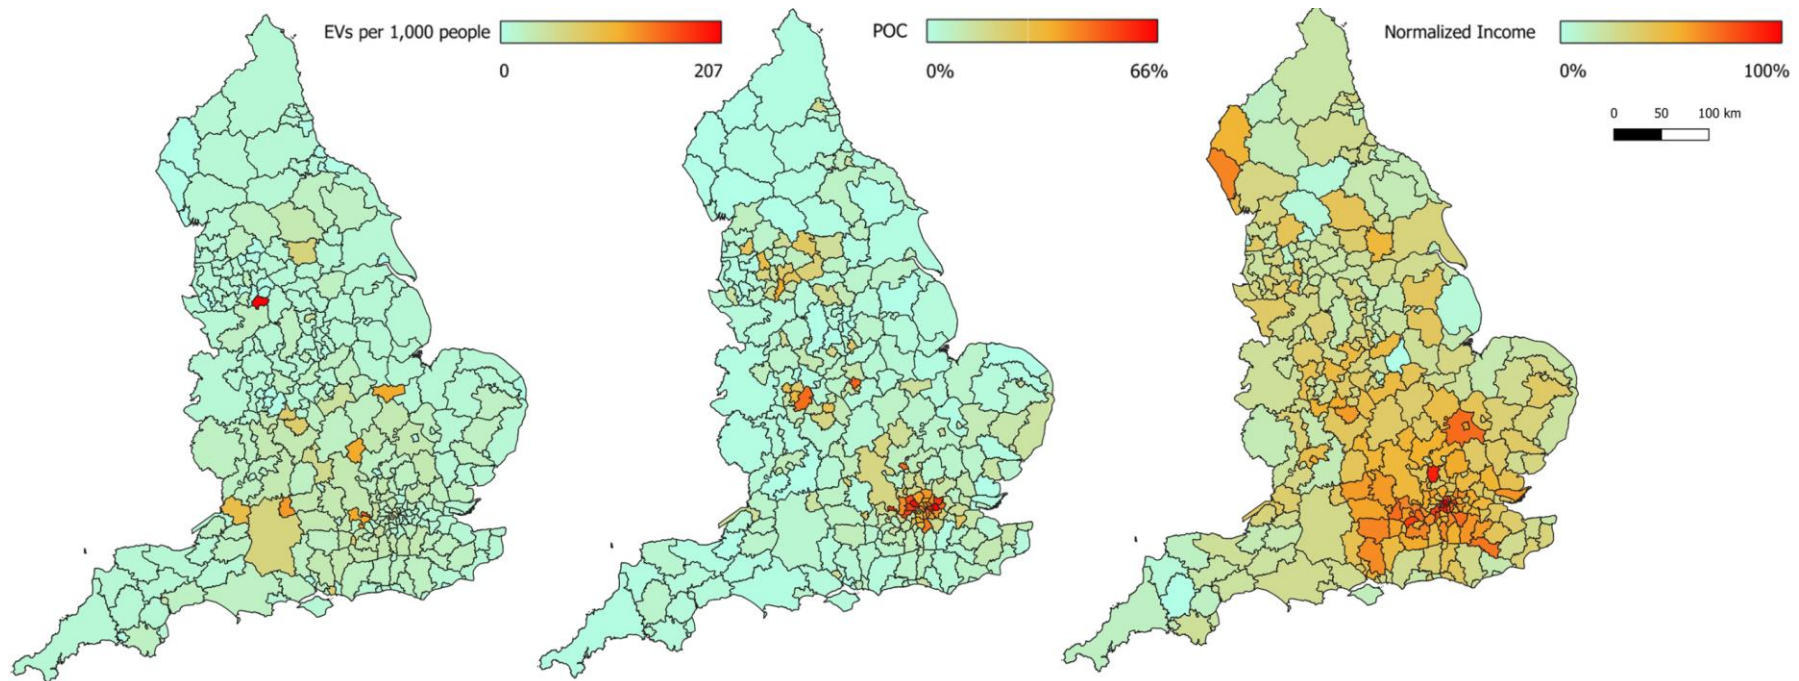 EVs per 1,000 people
0 207
POC
0% 66%
Normalized Income
0% 100%
0 50 100 km